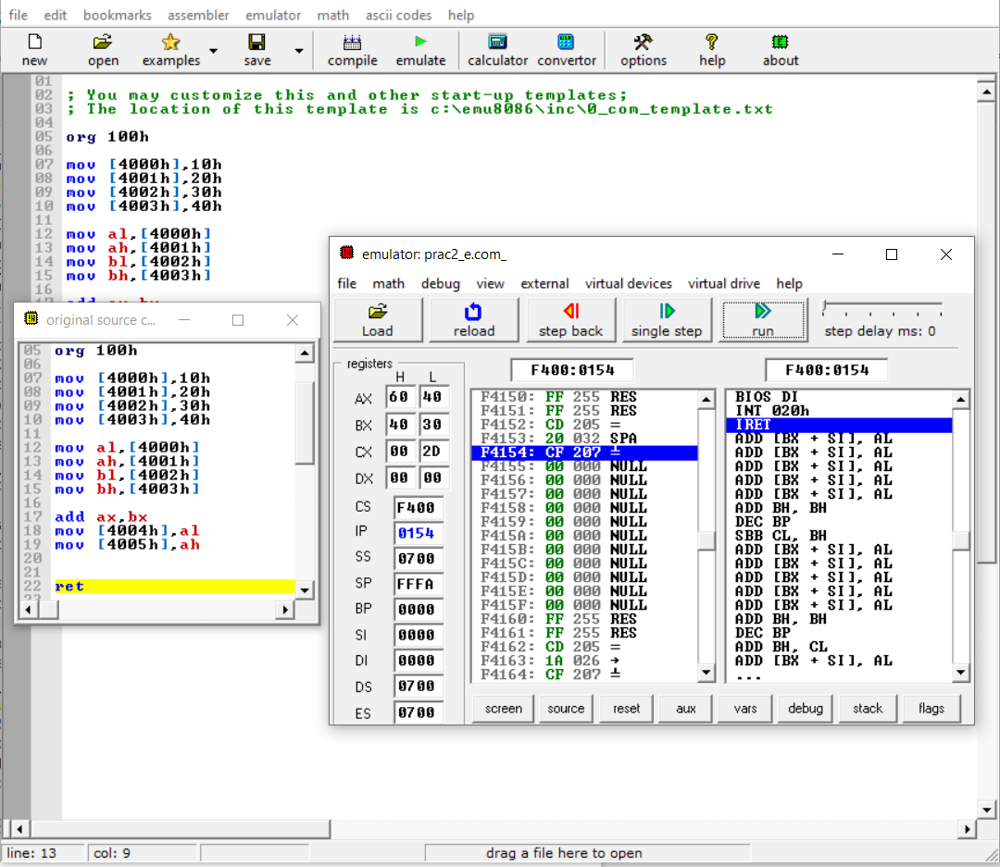 file edit bookmarks assembler emulator math ascii codes help
new open examples save compile emulate calculator convertor options help about
01
02 ; You may customize this and other start-up templates;
03 ; The location of this template is c:\emu8086\inc\0_com_template.txt
04
05 org 100h
06
07 mov [4000h],10h
08 mov [4001h],20h
09 mov [4002h],30h
10 mov [4003h],40h
11
12 mov al,[4000h]
13 mov ah,[4001h]
14 mov bl,[4002h]
15 mov bh,[4003h]
16
original source c...
05 org 100h
06
07 mov [4000h],10h
08 mov [4001h],20h
09 mov [4002h],30h
10 mov [4003h],40h
11
12 mov al,[4000h]
13 mov ah,[4001h]
14 mov bl,[4002h]
15 mov bh,[4003h]
16
17 add ax,bx
18 mov [4004h],al
19 mov [4005h],ah
20
21
22 ret
emulator: prac2_e.com_
file math debug view external virtual devices virtual drive help
Load reload step back single step run step delay ms: 0
registers
H L
AX 60 40
BX 40 30
CX 00 2D
DX 00 00
CS F400
IP 0154
SS 0700
SP FFFA
BP 0000
SI 0000
DI 0000
DS 0700
ES 0700
F400:0154
F4150: FF 255 RES
F4151: FF 255 RES
F4152: CD 205 =
F4153: 20 032 SPA
F4154: CF 207 ╧
F4155: 00 000 NULL
F4156: 00 000 NULL
F4157: 00 000 NULL
F4158: 00 000 NULL
F4159: 00 000 NULL
F415A: 00 000 NULL
F415B: 00 000 NULL
F415C: 00 000 NULL
F415D: 00 000 NULL
F415E: 00 000 NULL
F415F: 00 000 NULL
F4160: FF 255 RES
F4161: FF 255 RES
F4162: CD 205 =
F4163: 1A 026 →
F4164: CF 207 ╧
F400:0154
BIOS DI
INT 020h
IRET
ADD [BX + SI], AL
ADD [BX + SI], AL
ADD [BX + SI], AL
ADD [BX + SI], AL
ADD [BX + SI], AL
ADD BH, BH
DEC BP
SBB CL, BH
ADD [BX + SI], AL
ADD [BX + SI], AL
ADD [BX + SI], AL
ADD [BX + SI], AL
ADD [BX + SI], AL
ADD BH, BH
DEC BP
ADD BH, CL
ADD [BX + SI], AL
...
screen source reset aux vars debug stack flags
line: 13 col: 9 drag a file here to open